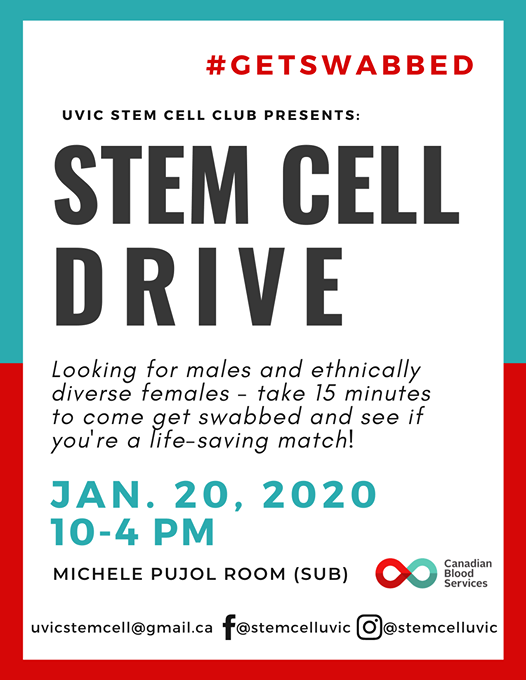 #GETSWABBED
UVIC STEM CELL CLUB PRESENTS:
STEM CELL
DRIVE
Looking for males and ethnically
diverse females - take 15 minutes
to come get swabbed and see if
you're a life-saving match!
JAN. 20, 2020
10-4 PM
MICHELE PUJOL ROOM (SUB)
Canadian
Blood
Services
uvicstemcell@gmail.ca @stemcelluvic @stemcelluvic